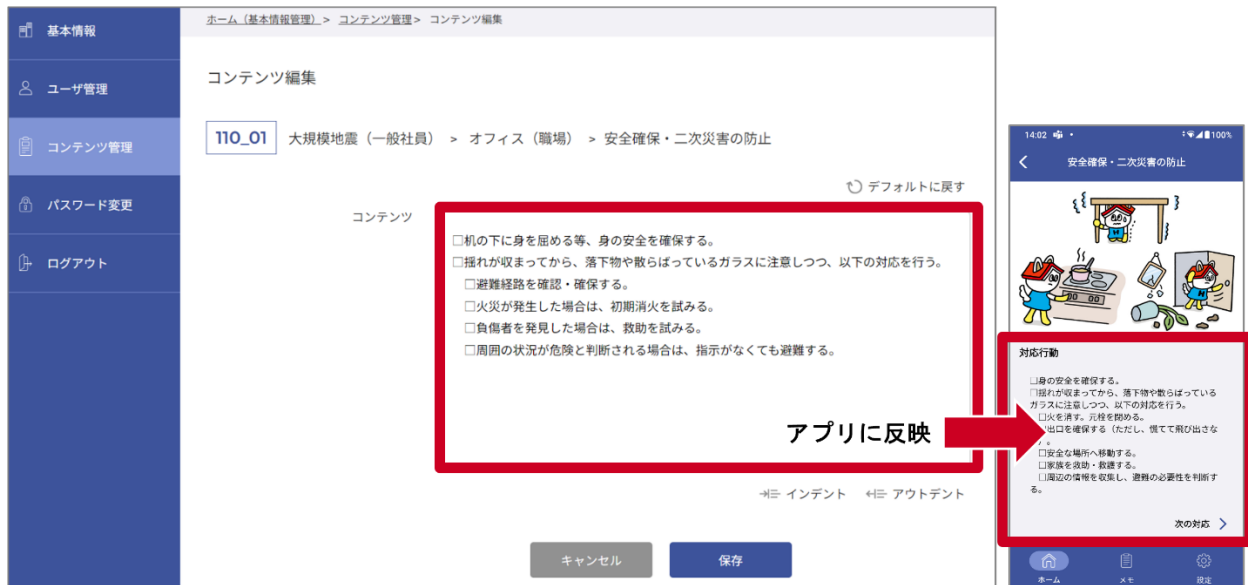 基本情報
ユーザ管理
コンテンツ管理
パスワード変更
ログアウト
ホーム（基本情報管理）> コンテンツ管理> コンテンツ編集
コンテンツ編集
110_01 大規模地震（一般社員） > オフィス（職場） > 安全確保・二次災害の防止
デフォルトに戻す
コンテンツ
□机の下に身を屈める等、身の安全を確保する。
□揺れが収まってから、落下物や散らばっているガラスに注意しつつ、以下の対応を行う。
□避難経路を確認・確保する。
□火災が発生した場合は、初期消火を試みる。
□負傷者を発見した場合は、救助を試みる。
□周囲の状況が危険と判断される場合は、指示がなくても避難する。
アプリに反映
インデント アウトデント
キャンセル 保存
14:02 100%
安全確保・二次災害の防止
H
H
対応行動
□身の安全を確保する。
□揺れが収まってから、落下物や散らばっている
ガラスに注意しつつ、以下の対応を行う。
□火を消す。元栓を閉める。
出口を確保する（ただし、慌てて飛び出さな
）。
□安全な場所へ移動する。
□家族を救助・救護する。
□周辺の情報を収集し、避難の必要性を判断す
る。
次の対応
ホーム メモ 設定